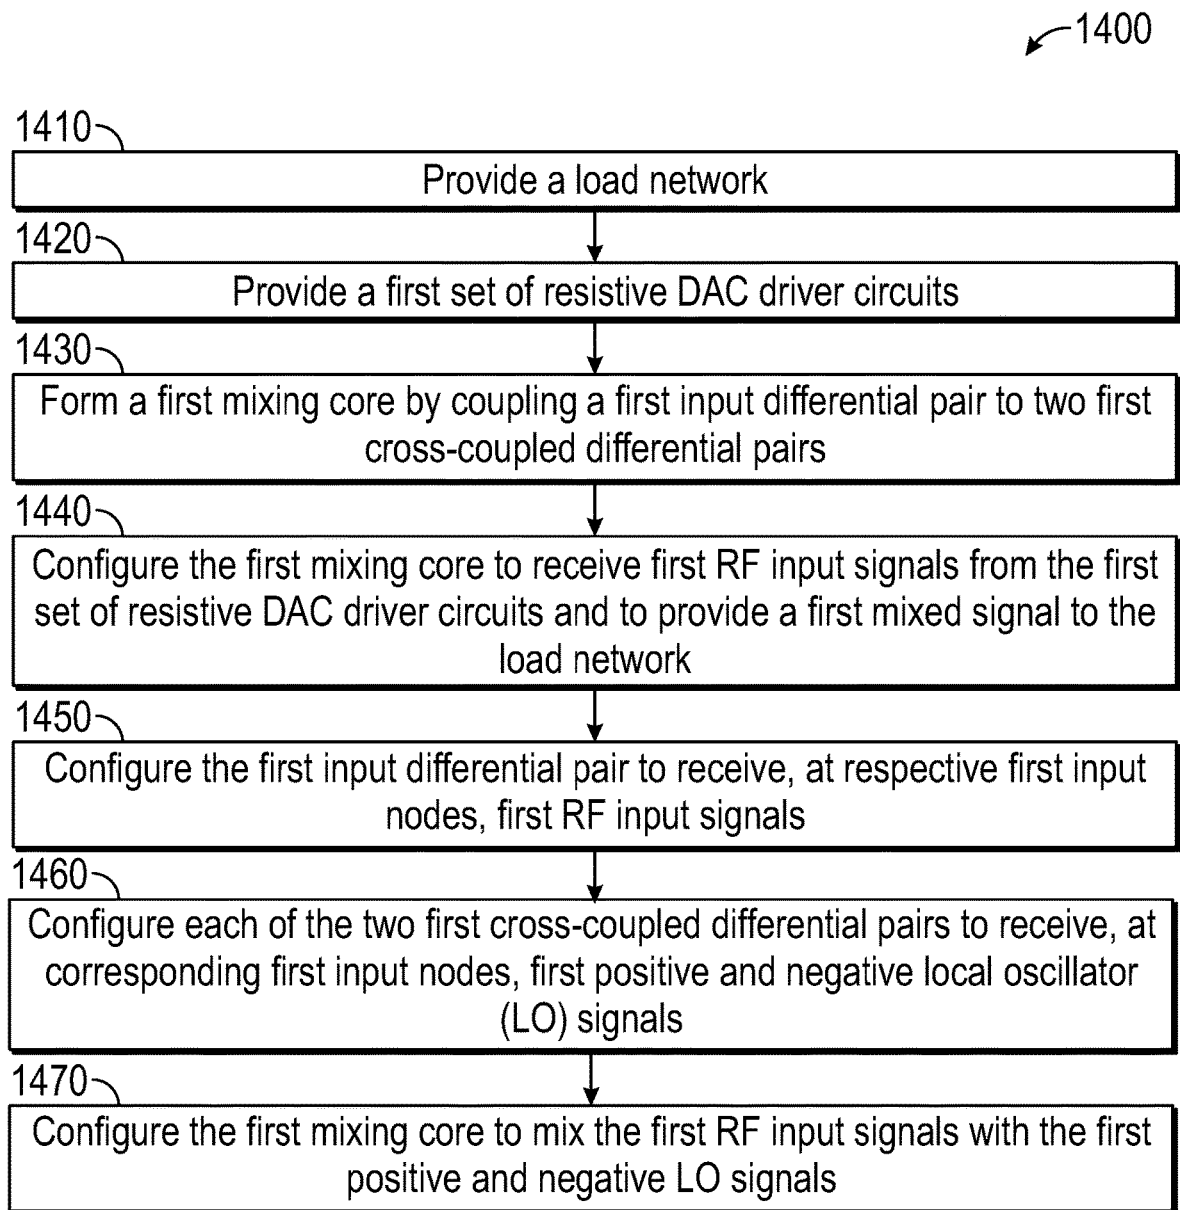 1400
1410
Provide a load network
1420
Provide a first set of resistive DAC driver circuits
1430
Form a first mixing core by coupling a first input differential pair to two first
cross-coupled differential pairs
1440
Configure the first mixing core to receive first RF input signals from the first
set of resistive DAC driver circuits and to provide a first mixed signal to the
load network
1450
Configure the first input differential pair to receive, at respective first input
nodes, first RF input signals
1460
Configure each of the two first cross-coupled differential pairs to receive, at
corresponding first input nodes, first positive and negative local oscillator
(LO) signals
1470
Configure the first mixing core to mix the first RF input signals with the first
positive and negative LO signals